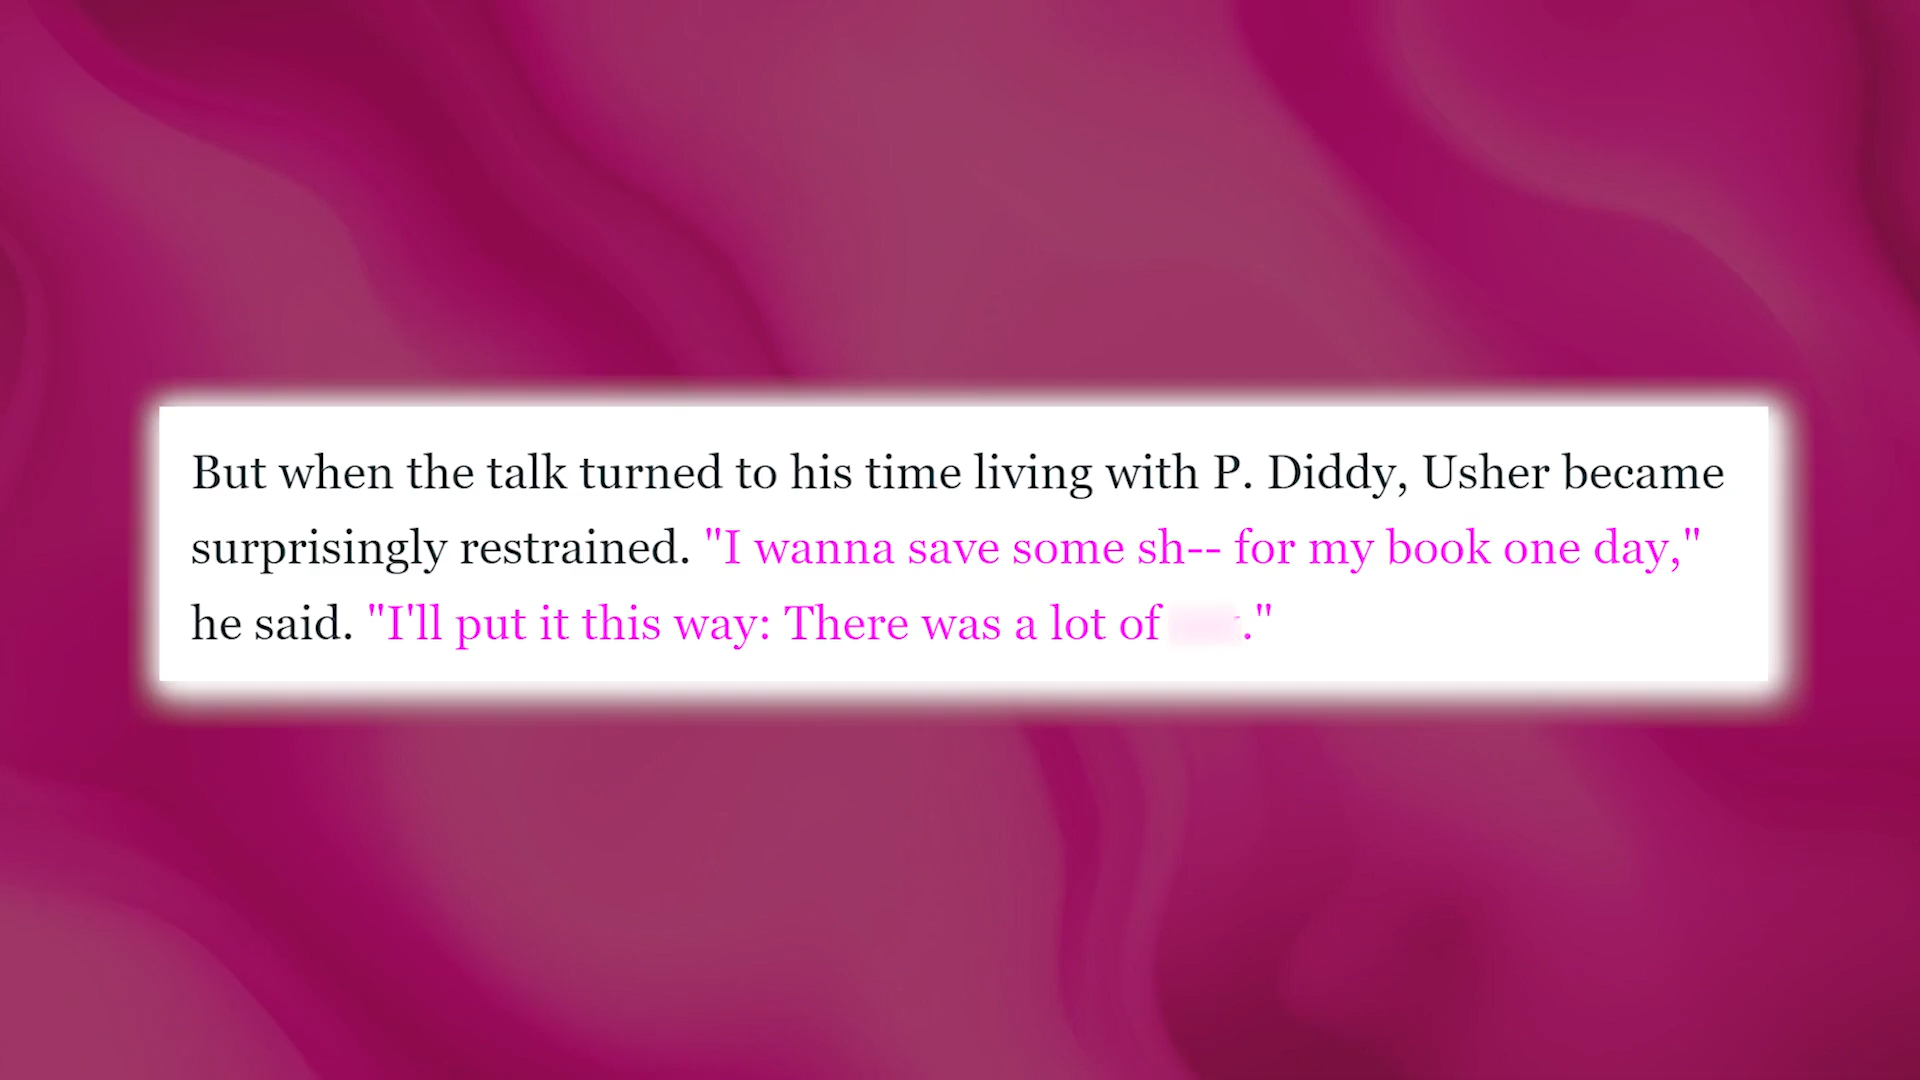 But when the talk turned to his time living with P. Diddy, Usher became
surprisingly restrained. "I wanna save some sh-- for my book one day,"
he said. "I'll put it this way: There was a lot of ."